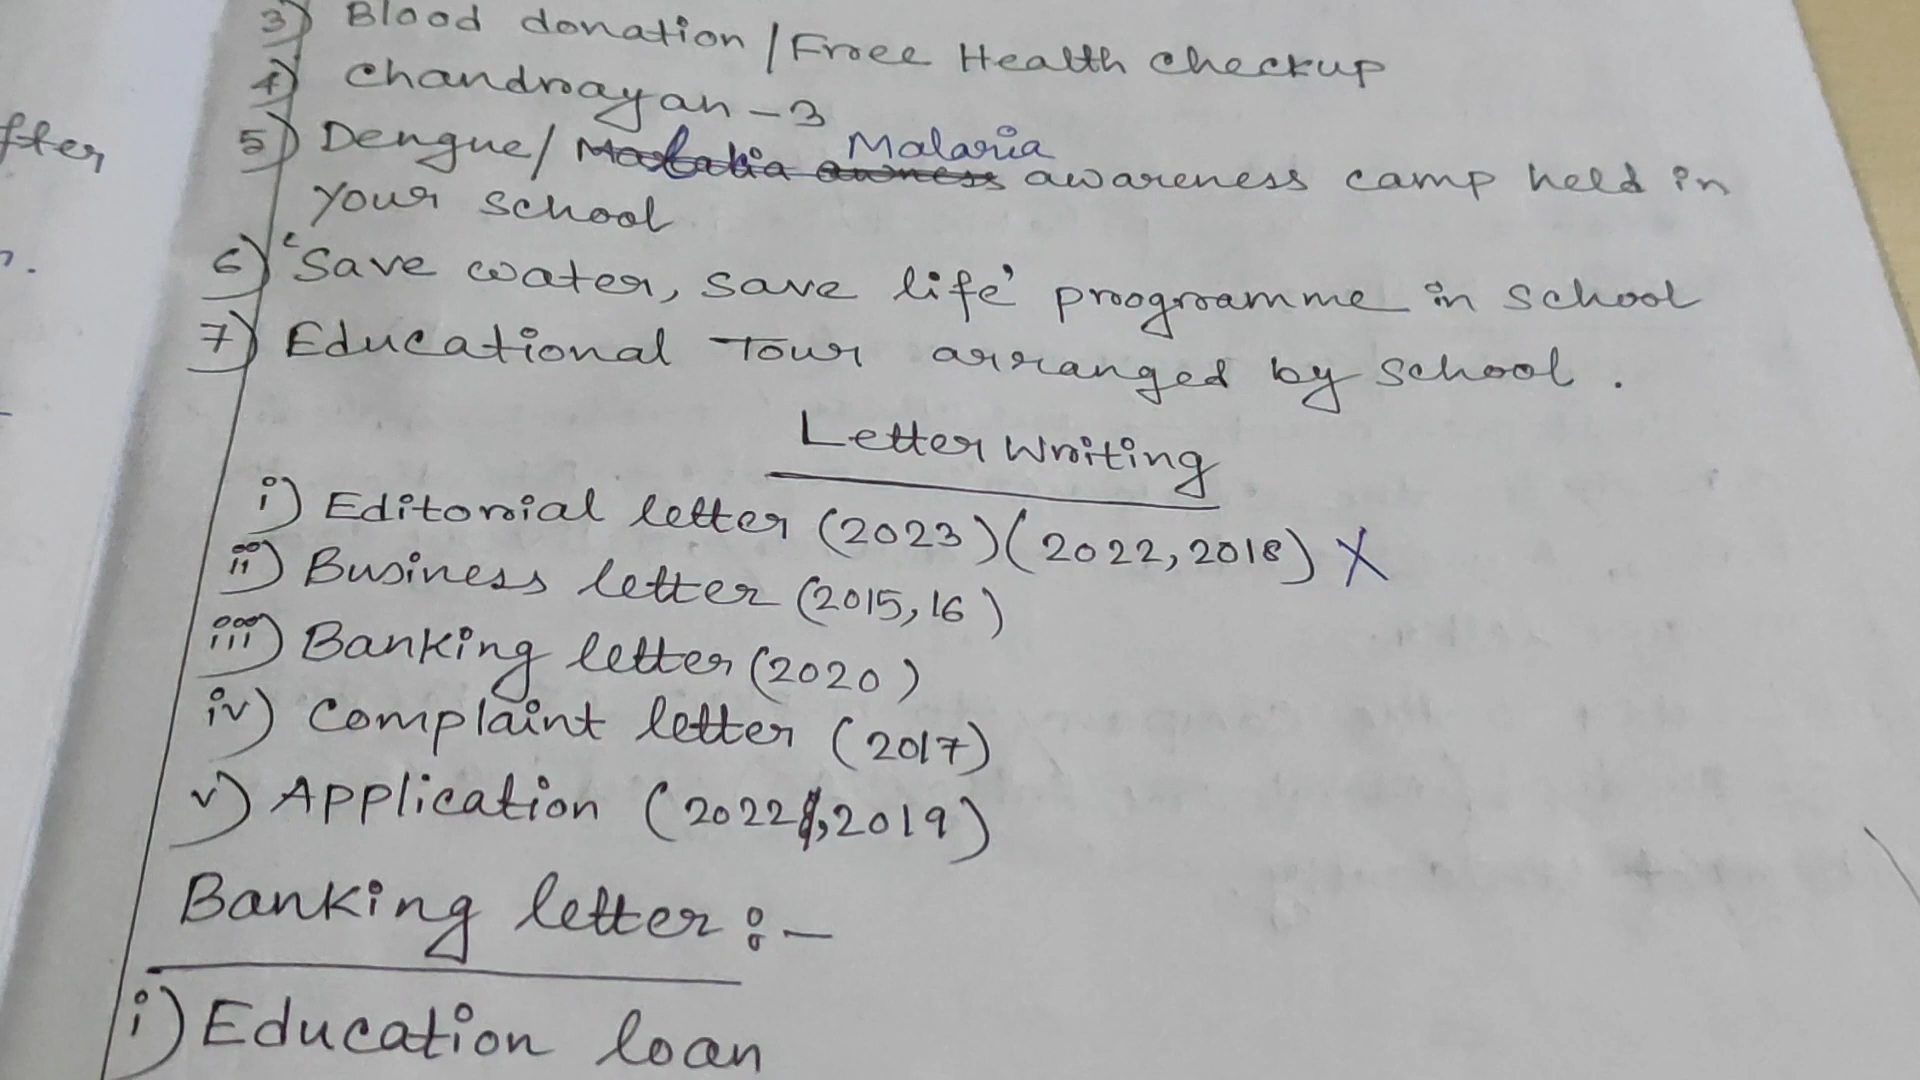 3) Blood donation / Free Health checkup
4) chandrayan-3
5) Dengue/ Malaria awareness camp held in
your school
6) 'Save water, save life' programme in school
7) Educational Tour arranged by school.
Letter Writing
i) Editorial letter (2023)(2022,2018) X
ii) Business letter (2015,16)
iii) Banking letter (2020)
iv) Complaint letter (2017)
v) Application (2022,2019)
Banking letter :-
i) Education loan